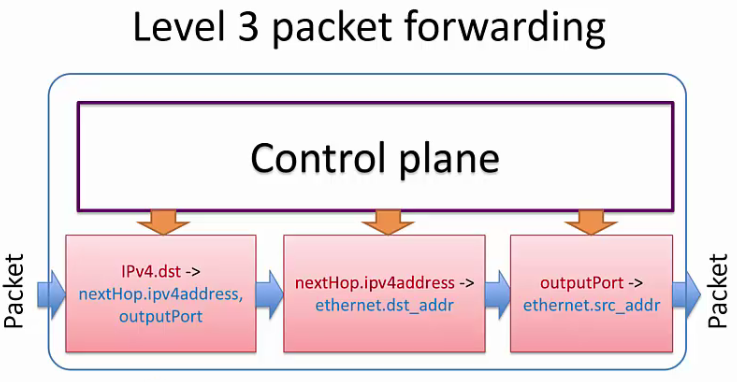 Level 3 packet forwarding
Control plane
Packet
IPv4.dst ->
nextHop.ipv4address,
outputPort
nextHop.ipv4address ->
ethernet.dst_addr
outputPort ->
ethernet.src_addr
Packet